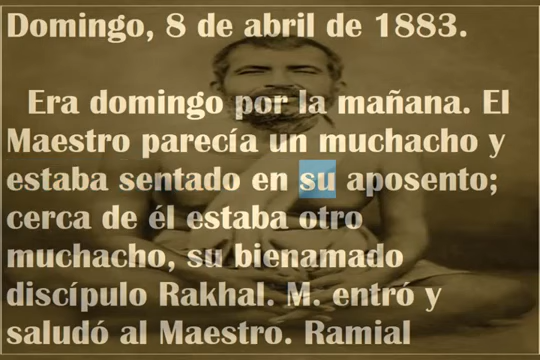 Domingo, 8 de abril de 1883.
Era domingo por la mañana. El
Maestro parecía un muchacho y
estaba sentado en su aposento;
cerca de él estaba otro
muchacho, su bienamado
discípulo Rakhal. M. entró y
saludó al Maestro. Ramial